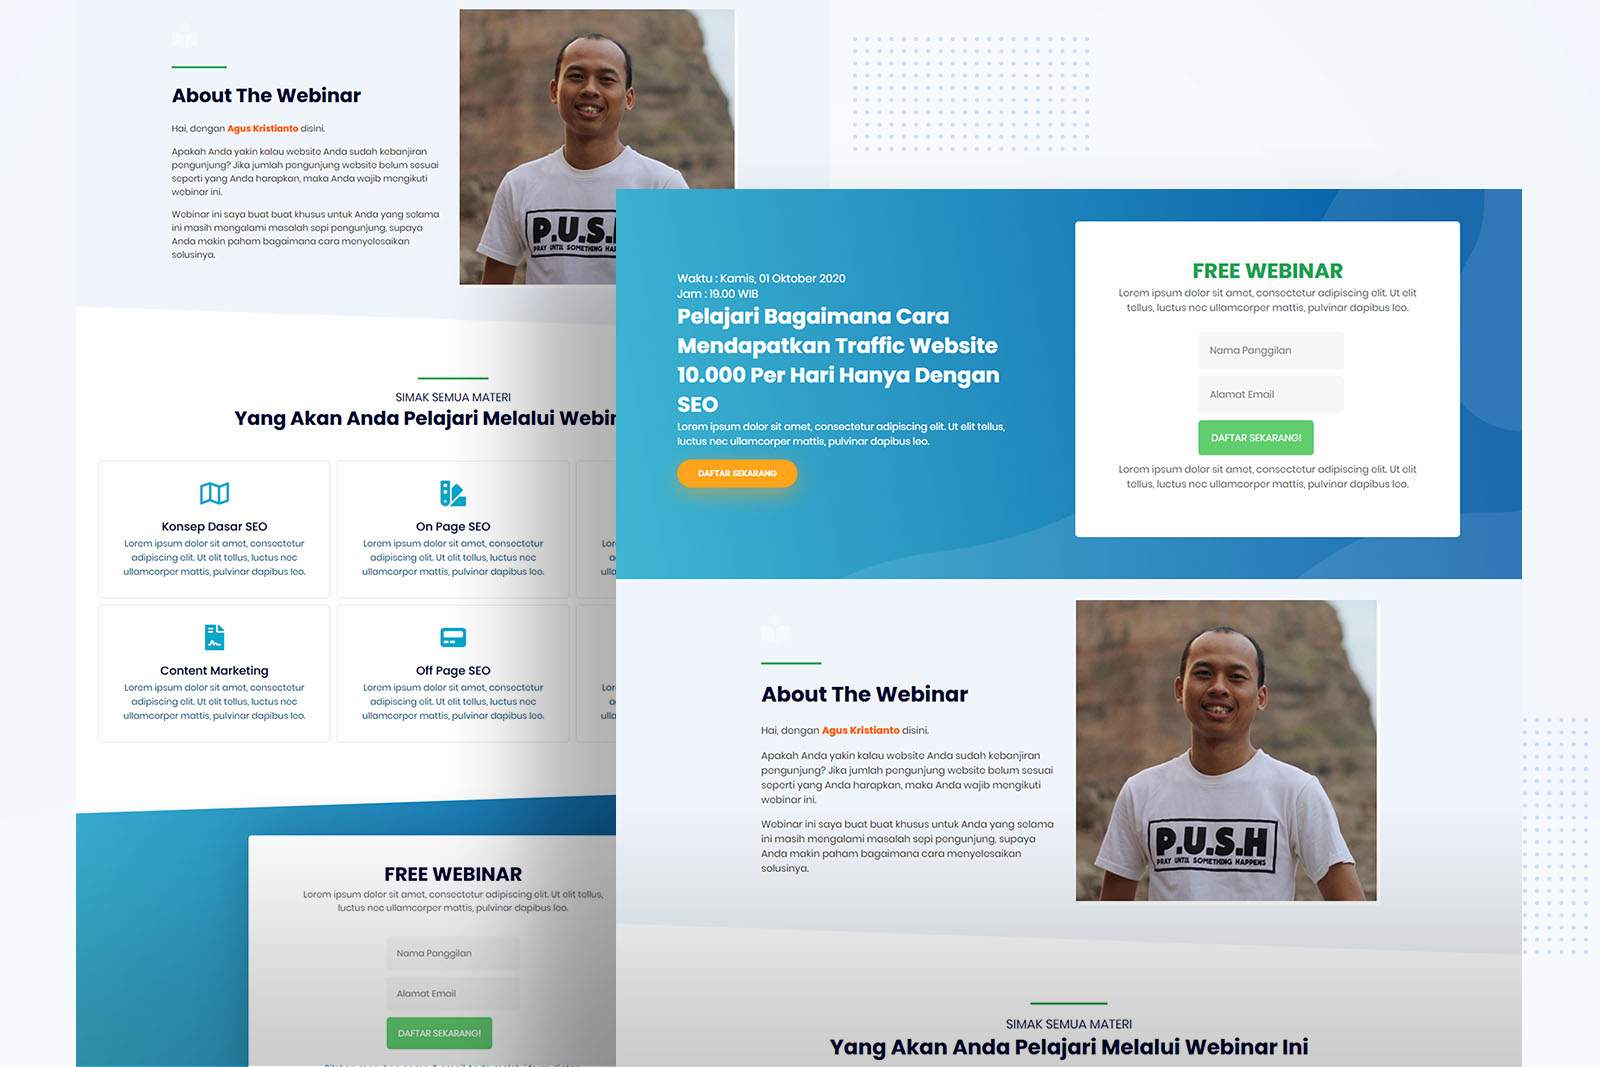 About The Webinar
Hai, dengan Agus Kristianto disini.
Apakah Anda yakin kalau website Anda sudah kebanjiran
pengunjung? Jika jumlah pengunjung website belum sesuai
seperti yang Anda harapkan, maka Anda wajib mengikuti
webinar ini.
Webinar ini saya buat buat khusus untuk Anda yang selama
ini masih mengalami masalah sepi pengunjung, supaya
Anda makin paham bagaimana cara menyelesaikan
solusinya.
P.U.S.
PRAY UNTIL SOMETHING
SIMAK SEMUA MATERI
Yang Akan Anda Pelajari Melalui
Konsep Dasar SEO
Lorem ipsum dolor sit amet, consectetur
adipiscing elit. Ut elit tellus, luctus nec
ullamcorper mattis, pulvinar dapibus leo.
On Page SEO
Lorem ipsum dolor sit amet, consectetur
adipiscing elit. Ut elit tellus, luctus nec
ullamcorper mattis, pulvinar dapibus leo.
Content Marketing
Lorem ipsum dolor sit amet, consectetur
adipiscing elit. Ut elit tellus, luctus nec
ullamcorper mattis, pulvinar dapibus leo.
Off Page SEO
Lorem ipsum dolor sit amet, consectetur
adipiscing elit. Ut elit tellus, luctus nec
ullamcorper mattis, pulvinar dapibus leo.
FREE WEBINAR
Lorem ipsum dolor sit amet, consectetur adipiscing elit. Ut elit tellus,
luctus nec ullamcorper mattis, pulvinar dapibus leo.
Nama Panggilan
Alamat Email
DAFTAR SEKARANG!
Waktu : Kamis, 01 Oktober 2020
Jam : 19.00 WIB
Pelajari Bagaimana Cara
Mendapatkan Traffic Website
10.000 Per Hari Hanya Dengan
SEO
Lorem ipsum dolor sit amet, consectetur adipiscing elit. Ut elit tellus,
luctus nec ullamcorper mattis, pulvinar dapibus leo.
DAFTAR SEKARANG
FREE WEBINAR
Lorem ipsum dolor sit amet, consectetur adipiscing elit. Ut elit
tellus, luctus nec ullamcorper mattis, pulvinar dapibus leo.
Nama Panggilan
Alamat Email
DAFTAR SEKARANG!
Lorem ipsum dolor sit amet, consectetur adipiscing elit. Ut elit
tellus, luctus nec ullamcorper mattis, pulvinar dapibus leo.
About The Webinar
Hai, dengan Agus Kristianto disini.
Apakah Anda yakin kalau website Anda sudah kebanjiran
pengunjung? Jika jumlah pengunjung website belum sesuai
seperti yang Anda harapkan, maka Anda wajib mengikuti
webinar ini.
Webinar ini saya buat buat khusus untuk Anda yang selama
ini masih mengalami masalah sepi pengunjung, supaya
Anda makin paham bagaimana cara menyelesaikan
solusinya.
P.U.S.H
PRAY UNTIL SOMETHING HAPPENS
SIMAK SEMUA MATERI
Yang Akan Anda Pelajari Melalui Webinar Ini